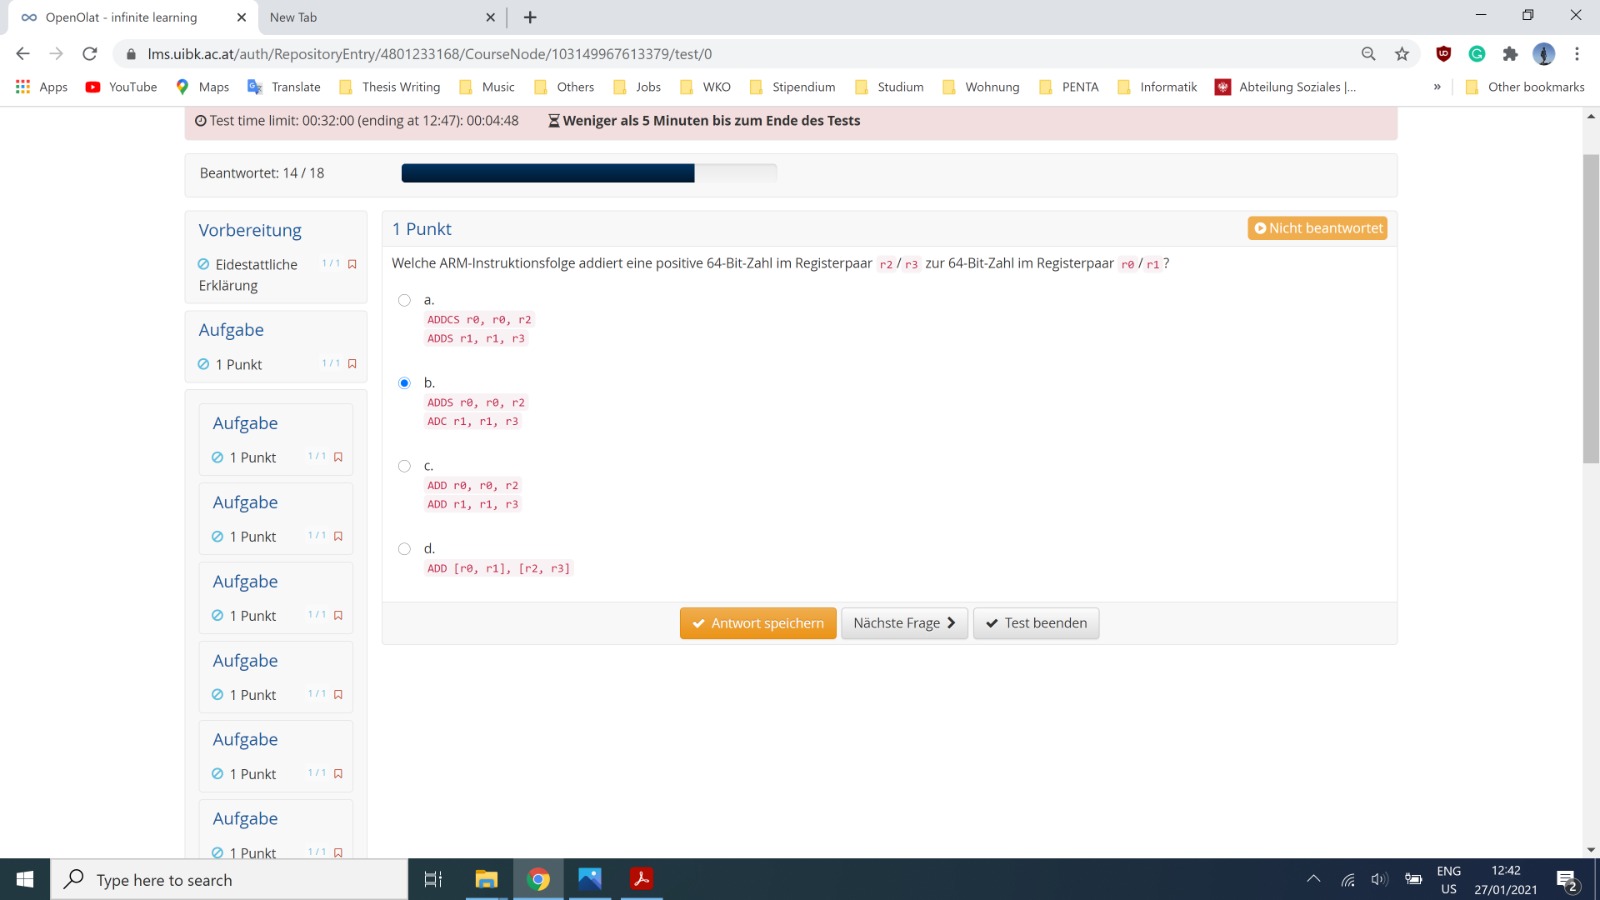 OpenOlat - infinite learning
New Tab
lms.uibk.ac.at/auth/RepositoryEntry/4801233168/CourseNode/103149967613379/test/0
Apps YouTube Maps Translate Thesis Writing Music Others Jobs WKO Stipendium Studium Wohnung PENTA Informatik Abteilung Soziales |... » Other bookmarks
Test time limit: 00:32:00 (ending at 12:47): 00:04:48 Weniger als 5 Minuten bis zum Ende des Tests
Beantwortet: 14 / 18
Vorbereitung
Eidestattliche Erklärung 1 / 1
Aufgabe
1 Punkt 1 / 1
Aufgabe
1 Punkt 1 / 1
Aufgabe
1 Punkt 1 / 1
Aufgabe
1 Punkt 1 / 1
Aufgabe
1 Punkt 1 / 1
Aufgabe
1 Punkt 1 / 1
Aufgabe
1 Punkt 1 / 1
1 Punkt
Nicht beantwortet
Welche ARM-Instruktionsfolge addiert eine positive 64-Bit-Zahl im Registerpaar r2 / r3 zur 64-Bit-Zahl im Registerpaar r0 / r1 ?
a.
ADDCS r0, r0, r2
ADDS r1, r1, r3
b.
ADDS r0, r0, r2
ADC r1, r1, r3
c.
ADD r0, r0, r2
ADD r1, r1, r3
d.
ADD [r0, r1], [r2, r3]
Antwort speichern
Nächste Frage
Test beenden
Type here to search
ENG
US
12:42
27/01/2021
2